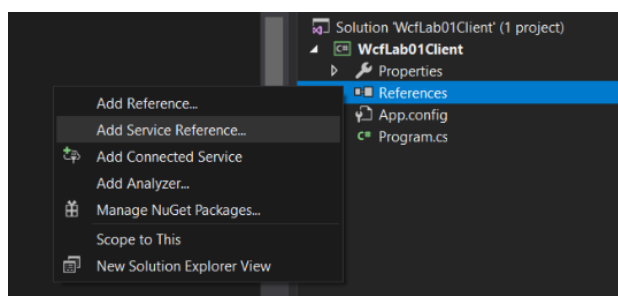 Solution 'WcfLab01Client' (1 project)
WcfLab01Client
Properties
References
App.config
Program.cs
Add Reference...
Add Service Reference...
Add Connected Service
Add Analyzer...
Manage NuGet Packages...
Scope to This
New Solution Explorer View